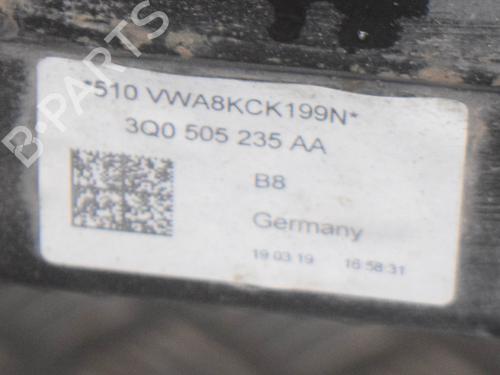 *510 VWA8KCK199N*
3Q0 505 235 AA
B8
Germany
19 03 19 16:58:31
B-PARTS